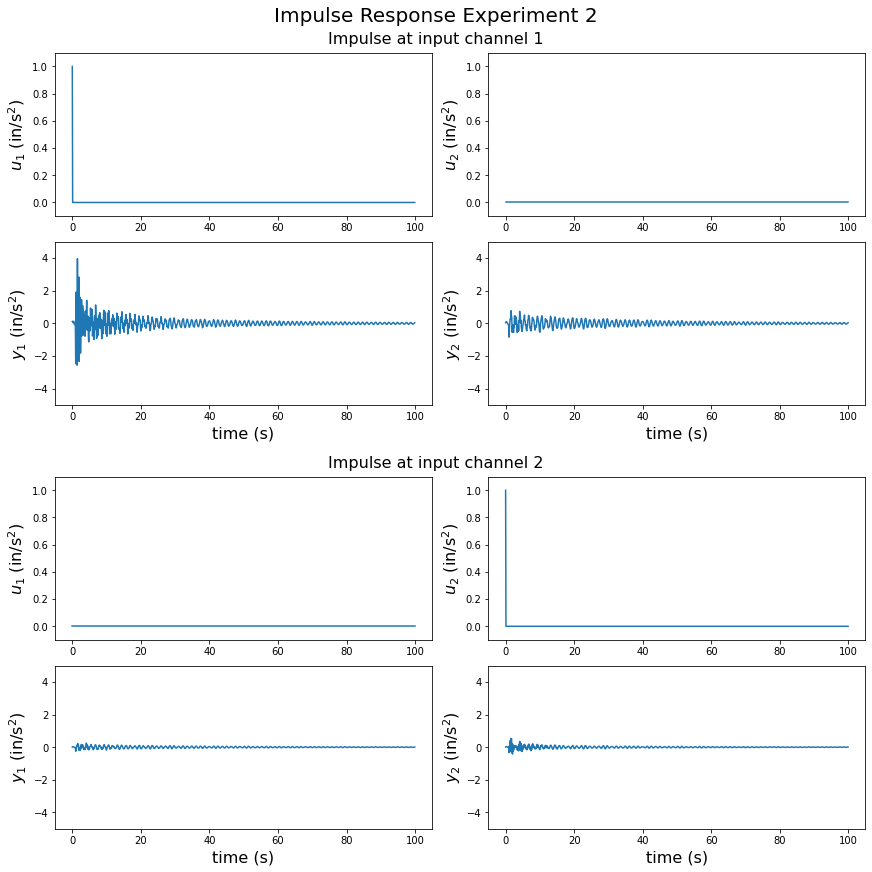 Impulse Response Experiment 2
Impulse at input channel 1
u₁ (in/s²)
1.0
0.8
0.6
0.4
0.2
0.0
0 20 40 60 80 100
u₂ (in/s²)
1.0
0.8
0.6
0.4
0.2
0.0
0 20 40 60 80 100
y₁ (in/s²)
4
2
0
−2
−4
0 20 40 60 80 100
time (s)
y₂ (in/s²)
4
2
0
−2
−4
0 20 40 60 80 100
time (s)
Impulse at input channel 2
u₁ (in/s²)
1.0
0.8
0.6
0.4
0.2
0.0
0 20 40 60 80 100
u₂ (in/s²)
1.0
0.8
0.6
0.4
0.2
0.0
0 20 40 60 80 100
y₁ (in/s²)
4
2
0
−2
−4
0 20 40 60 80 100
time (s)
y₂ (in/s²)
4
2
0
−2
−4
0 20 40 60 80 100
time (s)